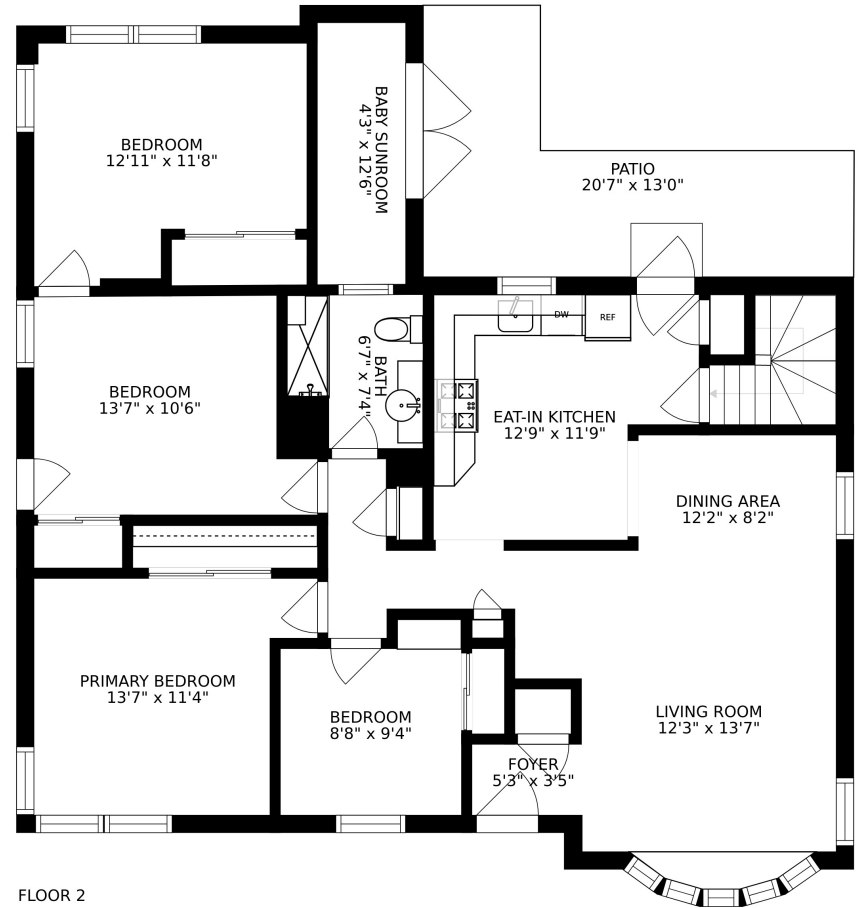 BEDROOM
12'11" x 11'8"
BABY SUNROOM
4'3" x 12'6"
PATIO
20'7" x 13'0"
BEDROOM
13'7" x 10'6"
BATH
6'7" x 7'4"
DW
REF
EAT-IN KITCHEN
12'9" x 11'9"
DINING AREA
12'2" x 8'2"
PRIMARY BEDROOM
13'7" x 11'4"
BEDROOM
8'8" x 9'4"
LIVING ROOM
12'3" x 13'7"
FOYER
5'3" x 3'5"
FLOOR 2